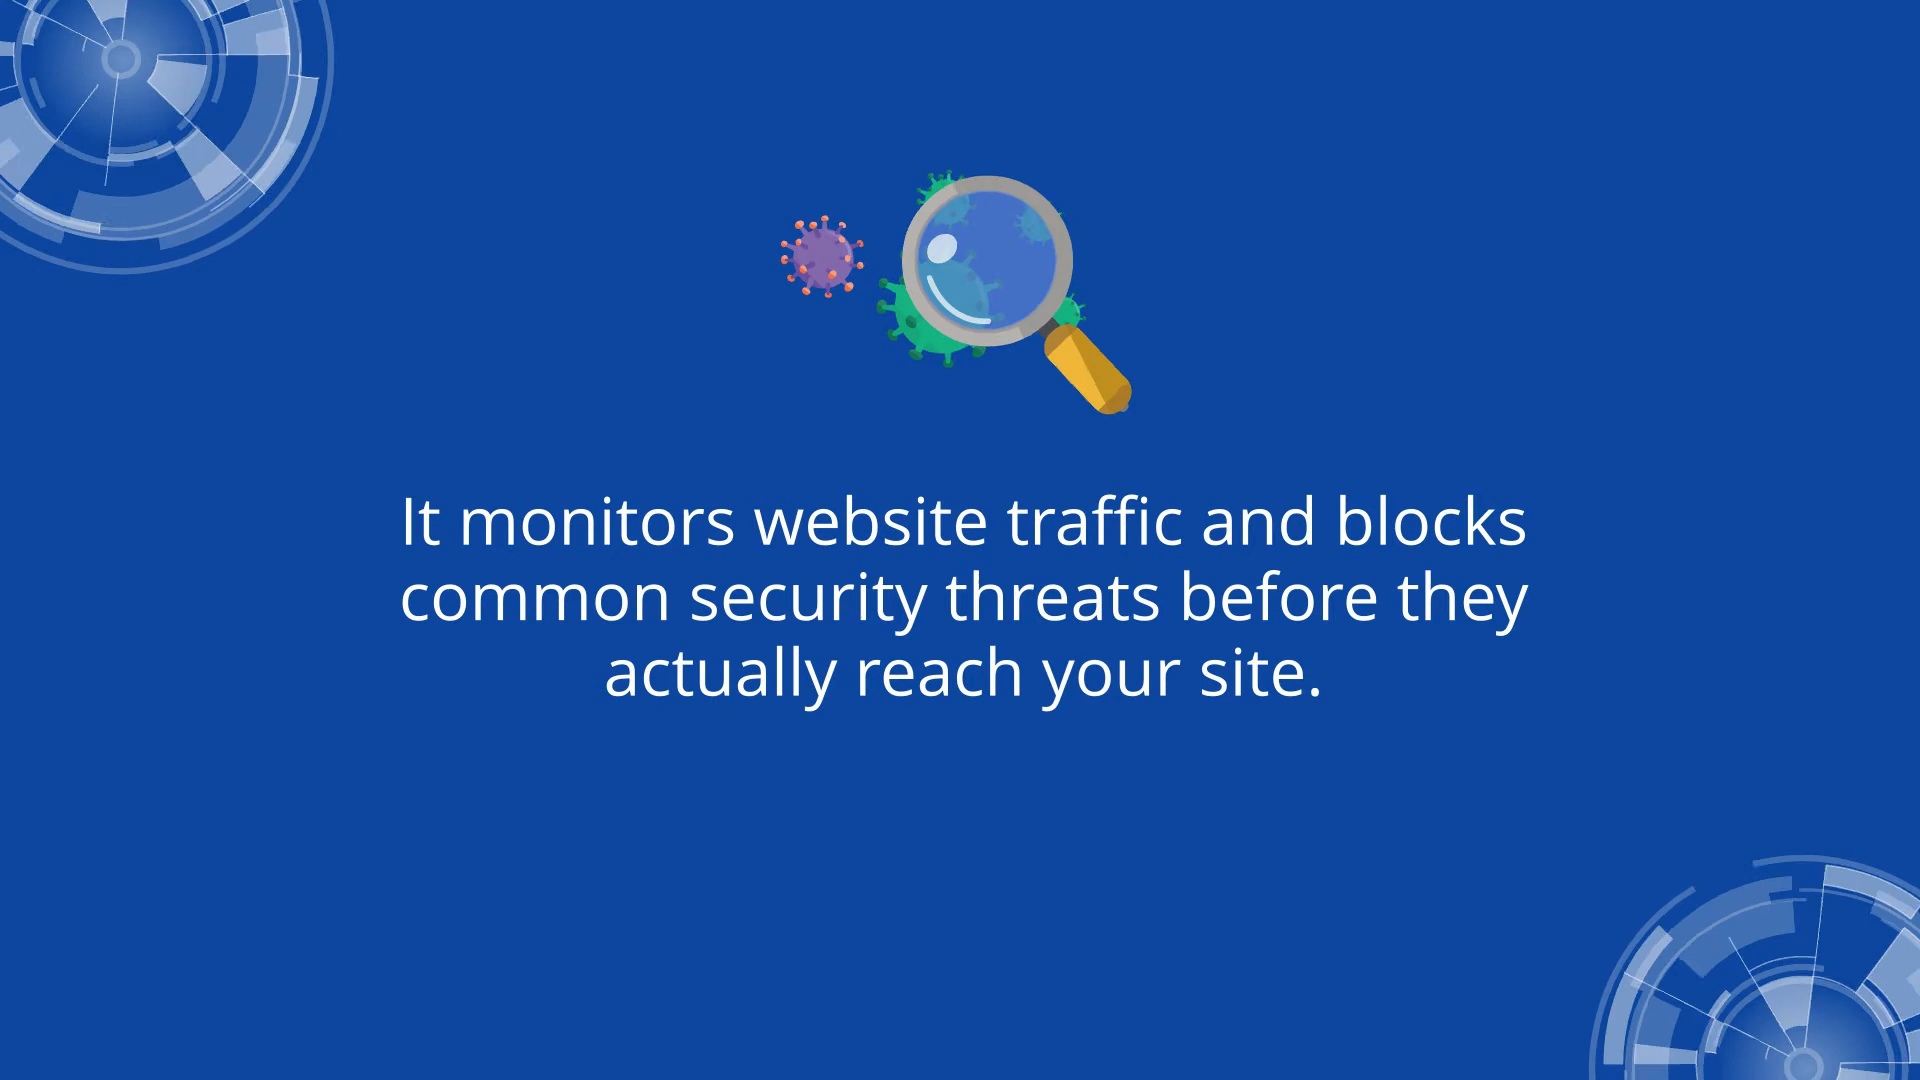 It monitors website traffic and blocks
common security threats before they
actually reach your site.